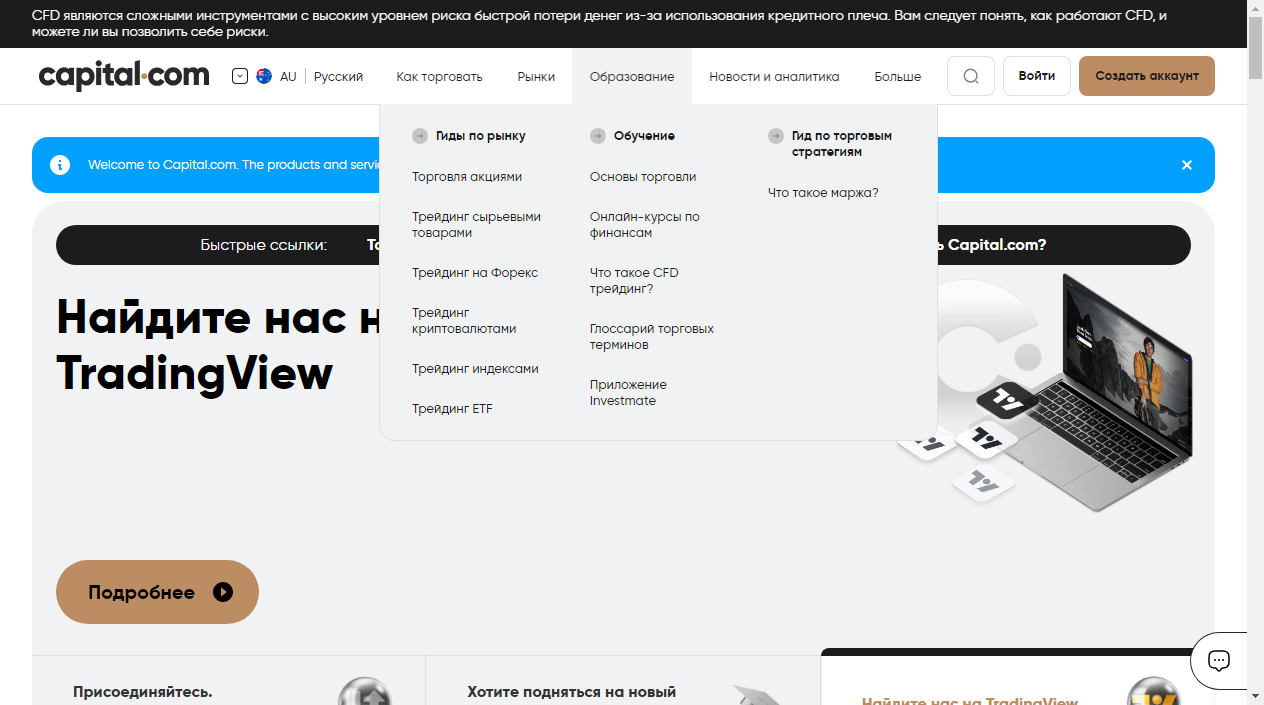 CFD являются сложными инструментами с высоким уровнем риска быстрой потери денег из-за использования кредитного плеча. Вам следует понять, как работают CFD, и
можете ли вы позволить себе риски.
capital.com
AU
Русский
Как торговать
Рынки
Образование
Новости и аналитика
Больше
Войти
Создать аккаунт
Welcome to Capital.com. The products and
Быстрые ссылки:
Capital.com?
Гиды по рынку
Торговля акциями
Трейдинг сырьевыми
товарами
Трейдинг на Форекс
Трейдинг
криптовалютами
Трейдинг индексами
Трейдинг ETF
Обучение
Основы торговли
Онлайн-курсы по
финансам
Что такое CFD
трейдинг?
Глоссарий торговых
терминов
Приложение
Investmate
Гид по торговым
стратегиям
Что такое маржа?
Найдите нас
TradingView
Подробнее
Присоединяйтесь.
Хотите подняться на новый
Найдите нас на TradingView